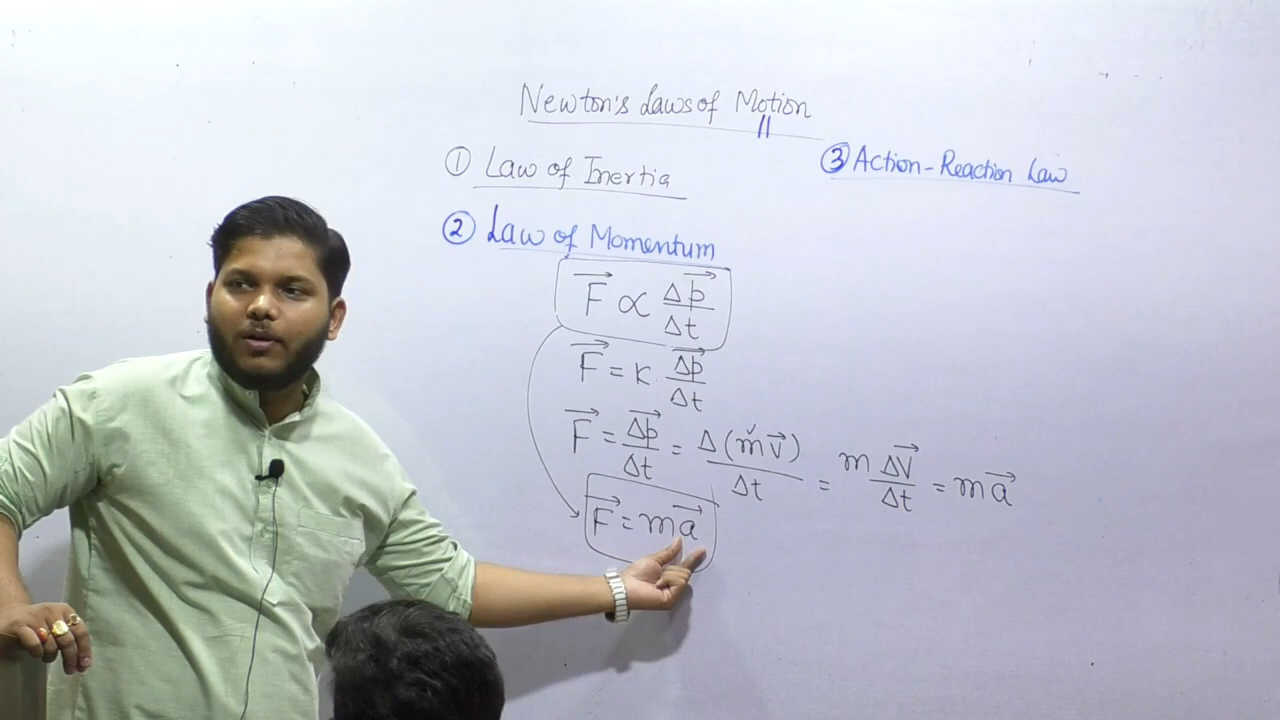 Newton's Laws of Motion
① Law of Inertia
② Law of Momentum
F⃗ ∝ Δp⃗/Δt
F⃗ = K. Δp⃗/Δt
F⃗ = Δp⃗/Δt = Δ(mv⃗)/Δt = m ΔV⃗/Δt = ma⃗
F⃗ = ma⃗
③ Action-Reaction Law